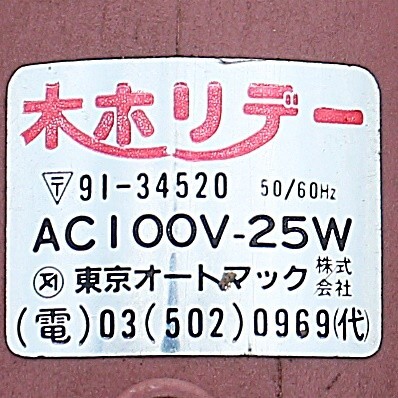 木ホリデー
〒 91-34520 50/60Hz
AC100V-25W
東京オートマック 株式会社
(電)03(502)0969(代)